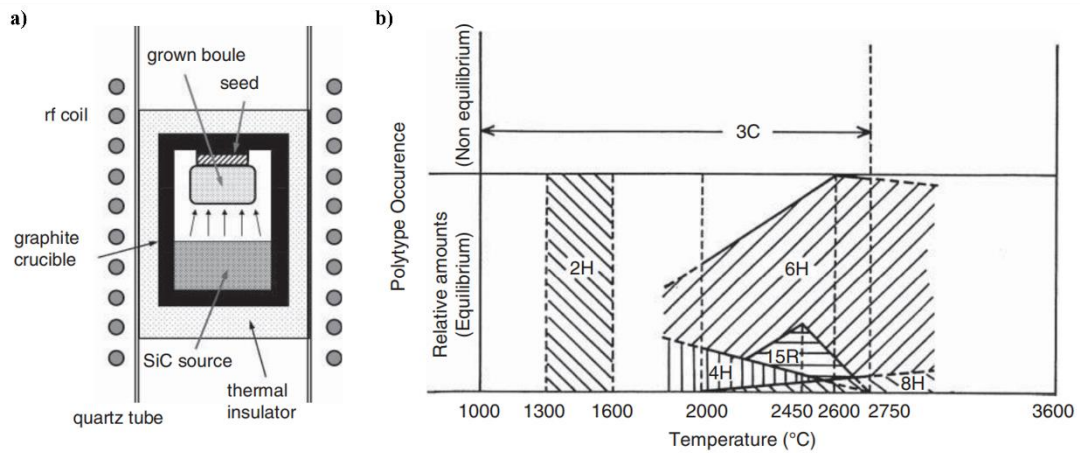 a)
grown boule
seed
rf coil
graphite
crucible
SiC source
thermal
insulator
quartz tube
b)
Polytype Occurence
(Non equilibrium)
Relative amounts
(Equilibrium)
3C
2H
6H
15R
4H
8H
1000 1300 1600 2000 2450 2600 2750 3600
Temperature (°C)